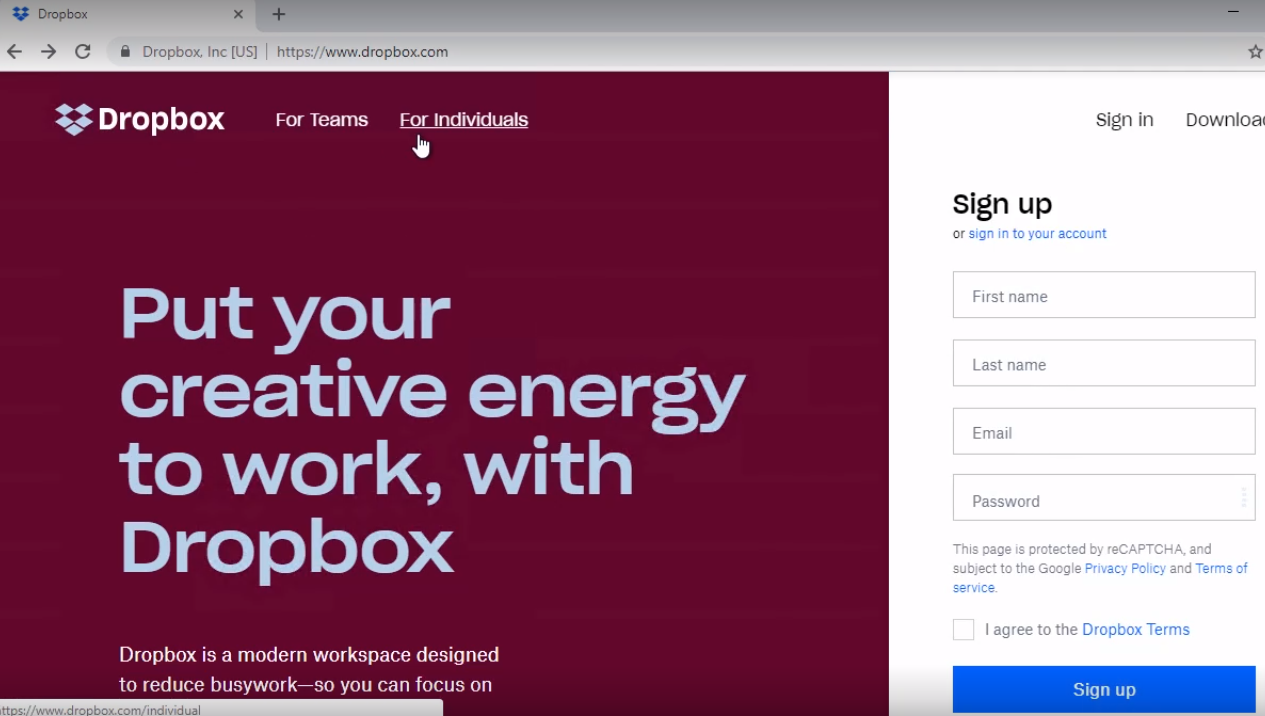 Dropbox
Dropbox, Inc [US] | https://www.dropbox.com
Dropbox For Teams For Individuals
Sign in
Sign up
or sign in to your account
First name
Last name
Email
Password
This page is protected by reCAPTCHA, and
subject to the Google Privacy Policy and Terms of
service.
I agree to the Dropbox Terms
Sign up
Put your
creative energy
to work, with
Dropbox
Dropbox is a modern workspace designed
to reduce busywork—so you can focus on
ttps://www.dropbox.com/individual